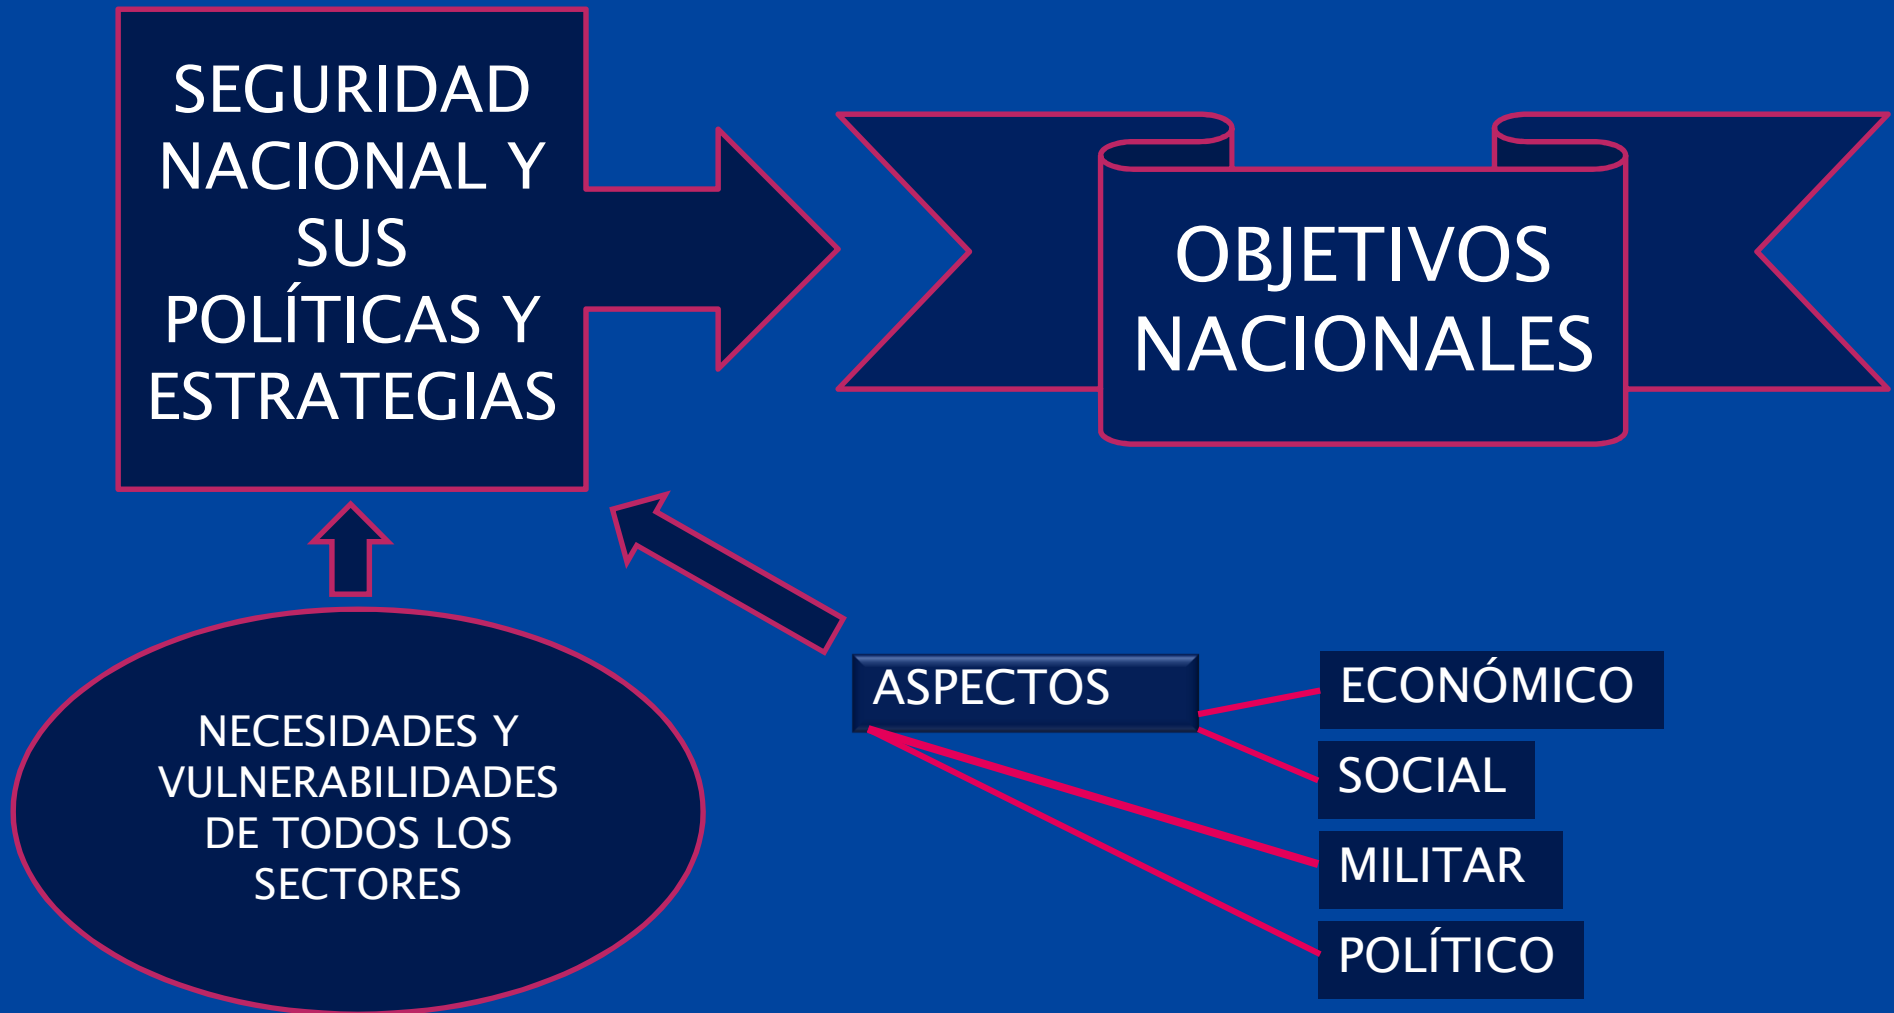 SEGURIDAD
NACIONAL Y
SUS
POLÍTICAS Y
ESTRATEGIAS
OBJETIVOS
NACIONALES
NECESIDADES Y
VULNERABILIDADES
DE TODOS LOS
SECTORES
ASPECTOS
ECONÓMICO
SOCIAL
MILITAR
POLÍTICO